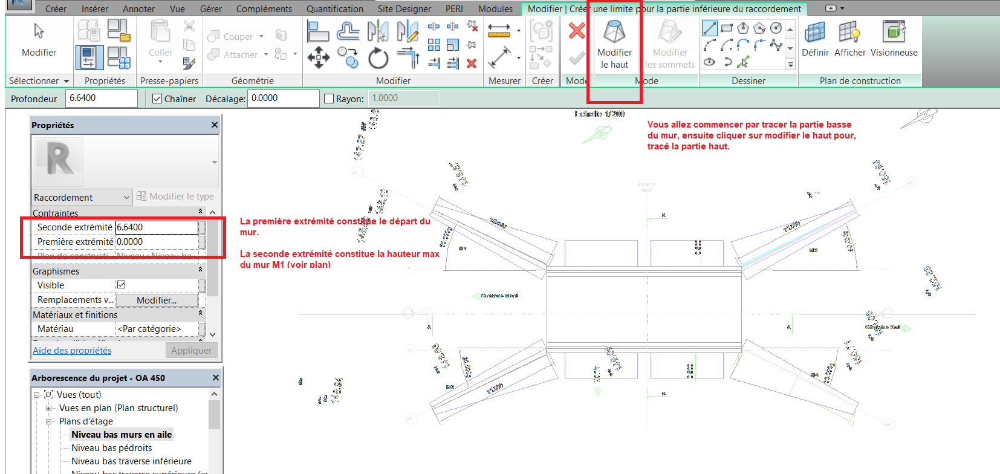 Créer Insérer Annoter Vue Gérer Compléments Quantification Site Designer PERI Modules Modifier | Créer une limite pour la partie inférieure du raccordement
Modifier
Coller
Couper
Attacher
Modifier
le haut
Modifier
les sommets
Définir Afficher Visionneuse
Sélectionner Propriétés Presse-papiers Géométrie Modifier Mesurer Créer Mode Mode Dessiner Plan de construction
Profondeur 6.6400 Chaîner Décalage: 0.0000 Rayon: 1.0000
Propriétés
Raccordement Modifier le type
Contraintes
Seconde extrémité 6.6400
Première extrémité 0.0000
Plan de constructi... Niveau : Niveau ba...
Graphismes
Visible
Remplacements v... Modifier...
Matériaux et finitions
Matériau <Par catégorie>
Aide des propriétés Appliquer
Arborescence du projet - OA 450
Vues (tout)
Vues en plan (Plan structurel)
Plans d'étage
Niveau bas murs en aile
Niveau bas pédroits
Niveau bas traverse inférieure
Echelle 1/200
Vous allez commencer par tracer la partie basse
du mur, ensuite cliquer sur modifier le haut pour,
tracé la partie haut.
La première extrémité constitue le départ du
mur.
La seconde extrémité constitue la hauteur max
du mur M1 (voir plan)
M1
M3
Giratoire Nord
A
A
Giratoire Sud
M2
M4